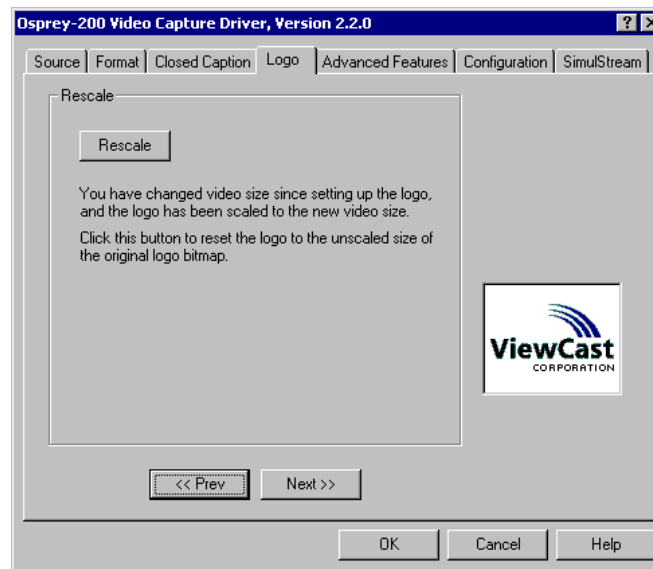 Osprey-200 Video Capture Driver, Version 2.2.0
Source Format Closed Caption Logo Advanced Features Configuration SimulStream
Rescale
Rescale
You have changed video size since setting up the logo,
and the logo has been scaled to the new video size.
Click this button to reset the logo to the unscaled size of
the original logo bitmap.
ViewCast
CORPORATION
<< Prev Next >>
OK Cancel Help